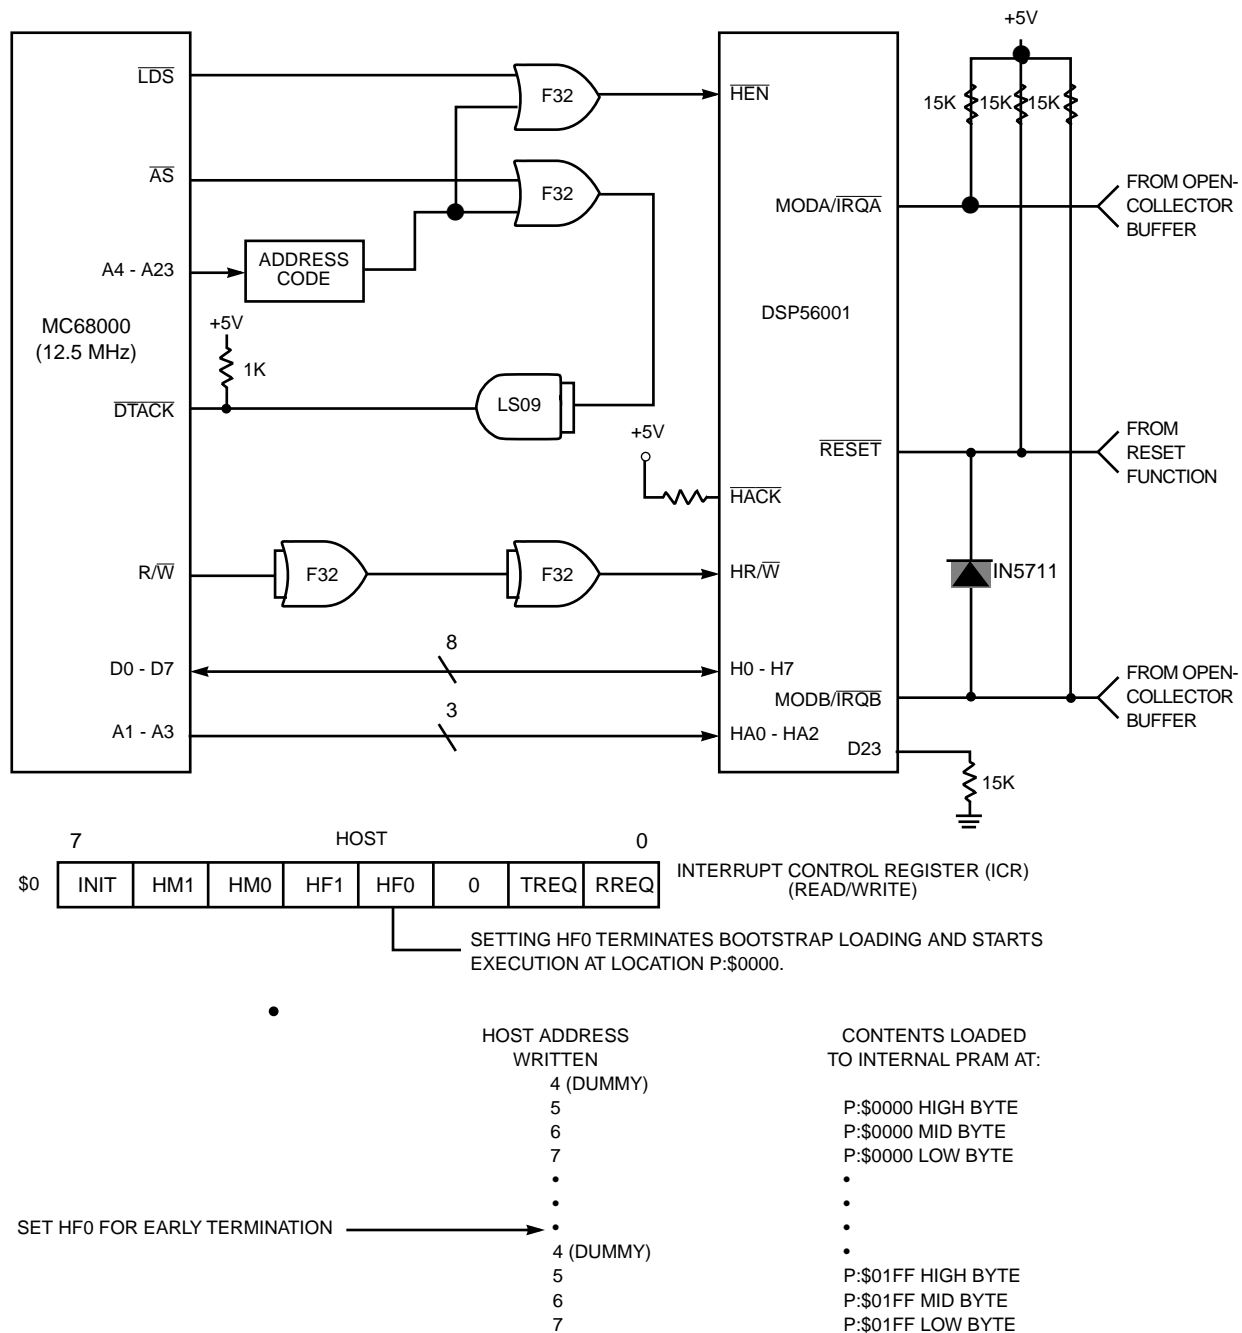 +5V
LDS
F32
HEN
15K
15K
15K
AS
F32
MODA/IRQA
FROM OPEN-
COLLECTOR
BUFFER
A4 - A23
ADDRESS
CODE
MC68000
(12.5 MHz)
+5V
1K
DSP56001
DTACK
LS09
+5V
RESET
FROM
RESET
FUNCTION
HACK
R/W
F32
F32
HR/W
IN5711
D0 - D7
8
H0 - H7
MODB/IRQB
FROM OPEN-
COLLECTOR
BUFFER
A1 - A3
3
HA0 - HA2
D23
15K
7 HOST 0
$0 INIT HM1 HM0 HF1 HF0 0 TREQ RREQ
INTERRUPT CONTROL REGISTER (ICR)
(READ/WRITE)
SETTING HF0 TERMINATES BOOTSTRAP LOADING AND STARTS
EXECUTION AT LOCATION P:$0000.
•
HOST ADDRESS CONTENTS LOADED
WRITTEN TO INTERNAL PRAM AT:
4 (DUMMY)
5 P:$0000 HIGH BYTE
6 P:$0000 MID BYTE
7 P:$0000 LOW BYTE
• •
• •
SET HF0 FOR EARLY TERMINATION • •
4 (DUMMY) •
5 P:$01FF HIGH BYTE
6 P:$01FF MID BYTE
7 P:$01FF LOW BYTE